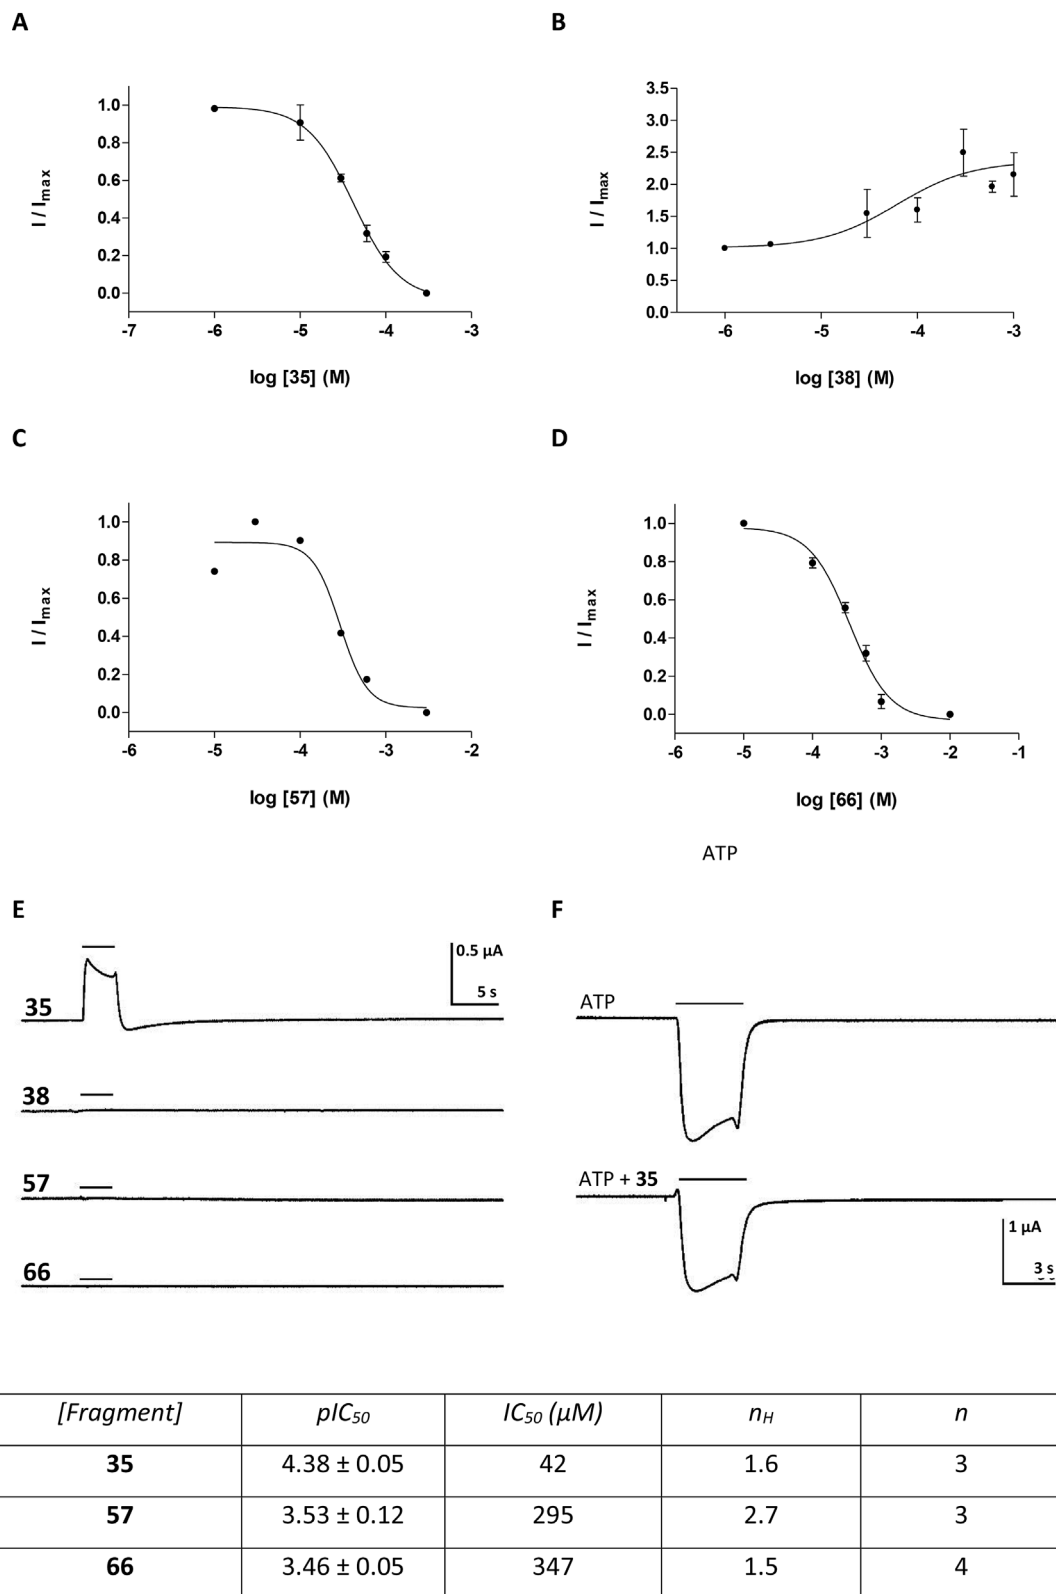 A
1.0
0.8
0.6
0.4
0.2
0.0
I / Imax
-7 -6 -5 -4 -3
log [35] (M)
B
3.5
3.0
2.5
2.0
1.5
1.0
0.5
0.0
I / Imax
-6 -5 -4 -3
log [38] (M)
C
1.0
0.8
0.6
0.4
0.2
0.0
I / Imax
-6 -5 -4 -3 -2
log [57] (M)
D
1.0
0.8
0.6
0.4
0.2
0.0
I / Imax
-6 -5 -4 -3 -2 -1
log [66] (M)
ATP
E
0.5 µA
5 s
35
38
57
66
F
ATP
ATP + 35
1 µA
3 s
[Fragment] pIC50 IC50 (µM) nH n
35 4.38 ± 0.05 42 1.6 3
57 3.53 ± 0.12 295 2.7 3
66 3.46 ± 0.05 347 1.5 4